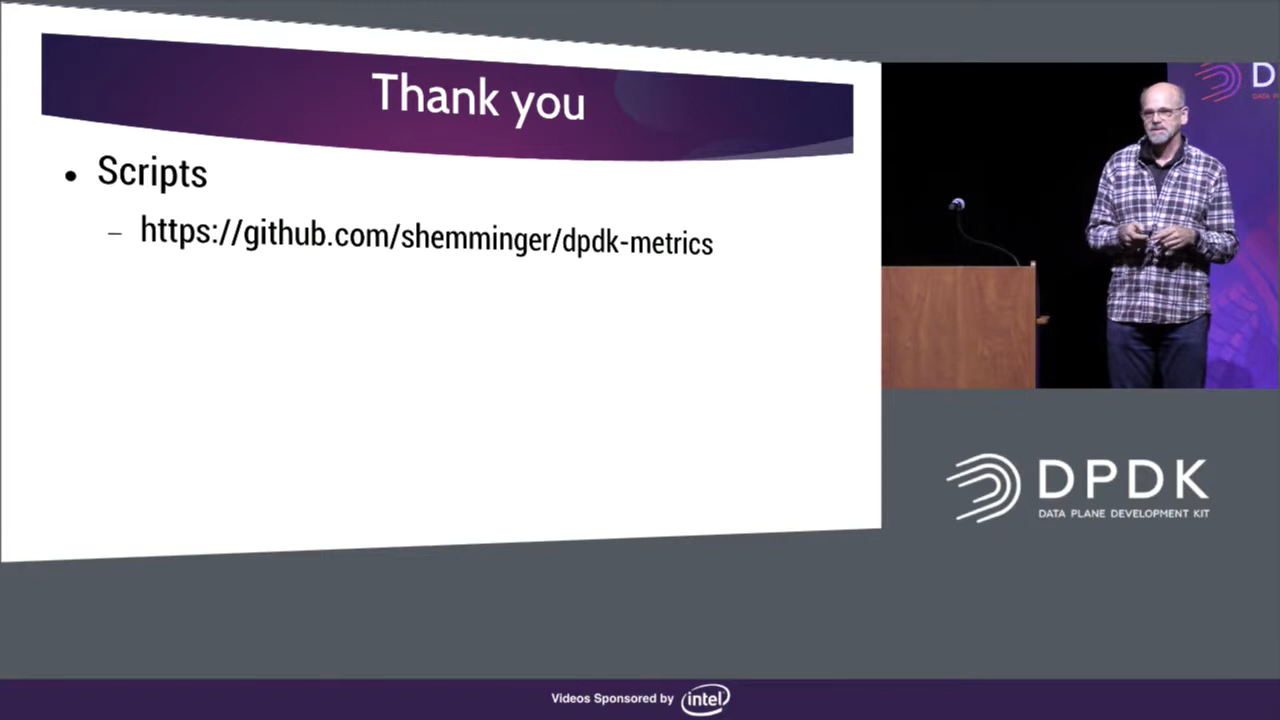 Thank you
• Scripts
– https://github.com/shemminger/dpdk-metrics
D
DPDK
DATA PLANE DEVELOPMENT KIT
Videos Sponsored by intel